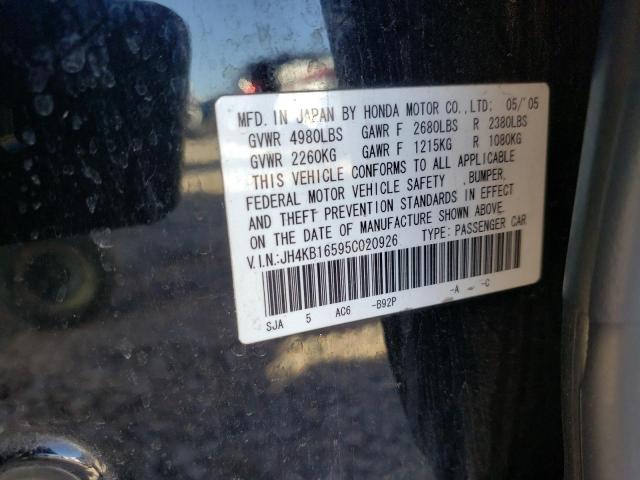 MFD. IN JAPAN BY HONDA MOTOR CO.,LTD: 05/'05
GVWR 4980LBS GAWR F 2680LBS R 2380LBS
GVWR 2260KG GAWR F 1215KG R 1080KG
THIS VEHICLE CONFORMS TO ALL APPLICABLE
FEDERAL MOTOR VEHICLE SAFETY ,BUMPER,
AND THEFT PREVENTION STANDARDS IN EFFECT
ON THE DATE OF MANUFACTURE SHOWN ABOVE.
V.I.N.:JH4KB16595C020926 TYPE: PASSENGER CAR
SJA 5 AC6 -B92P -A -C